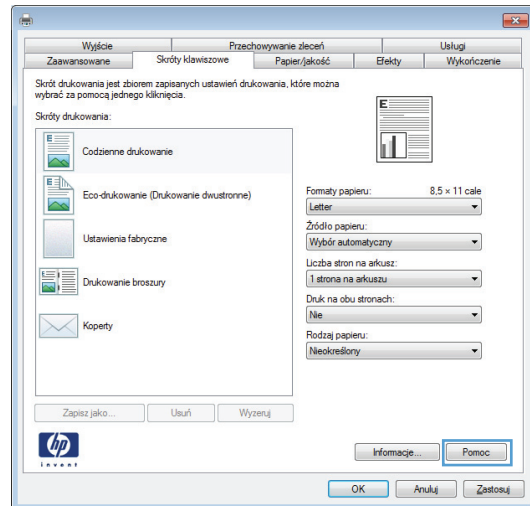 Wyjście
Przechowywanie zleceń
Usługi
Zaawansowane
Skróty klawiszowe
Papier/jakość
Efekty
Wykończenie
Skrót drukowania jest zbiorem zapisanych ustawień drukowania, które można
wybrać za pomocą jednego kliknięcia.
Skróty drukowania:
Codzienne drukowanie
Eco-drukowanie (Drukowanie dwustronne)
Ustawienia fabryczne
Drukowanie broszury
Koperty
Formaty papieru:
8,5 × 11 cale
Letter
Źródło papieru:
Wybór automatyczny
Liczba stron na arkusz:
1 strona na arkuszu
Druk na obu stronach:
Nie
Rodzaj papieru:
Nieokreślony
Zapisz jako...
Usuń
Wyzeruj
hp
invent
Informacje...
Pomoc
OK
Anuluj
Zastosuj